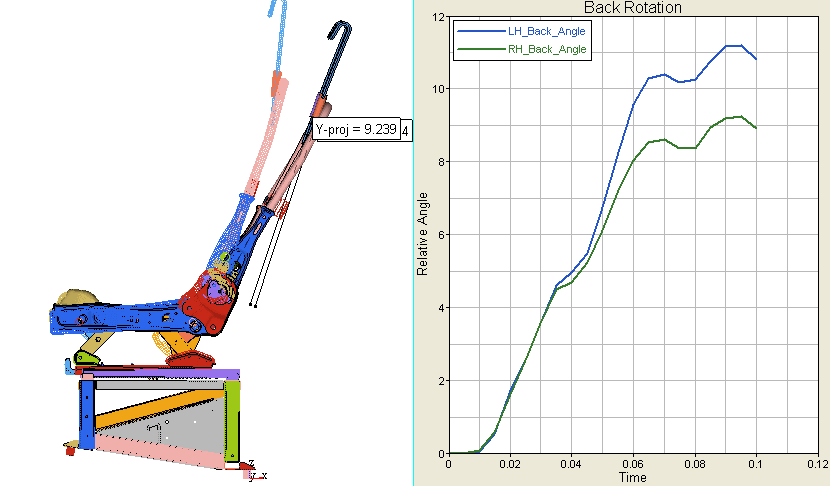 Y-proj = 9.239
4
z
y x
Back Rotation
LH_Back_Angle
RH_Back_Angle
Relative Angle
12
10
8
6
4
2
0
0
0.02
0.04
0.06
0.08
0.1
0.12
Time